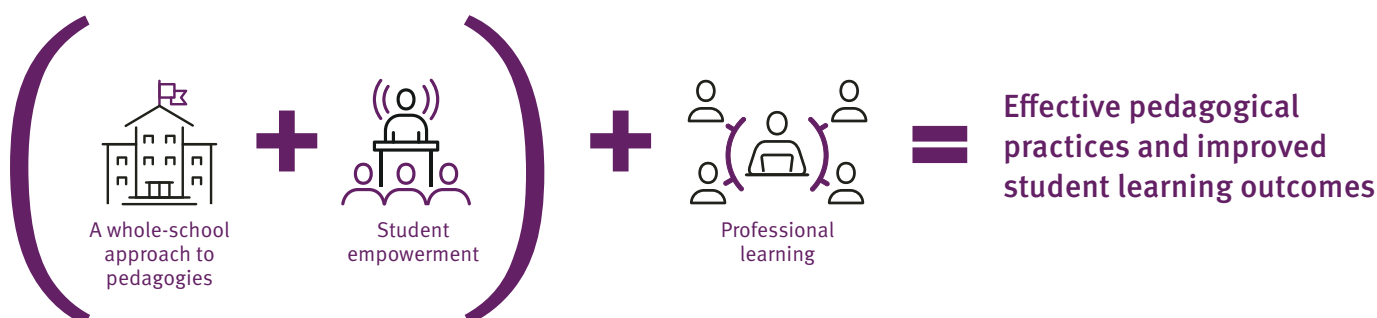 A whole-school
approach to
pedagogies
Student
empowerment
Professional
learning
Effective pedagogical
practices and improved
student learning outcomes